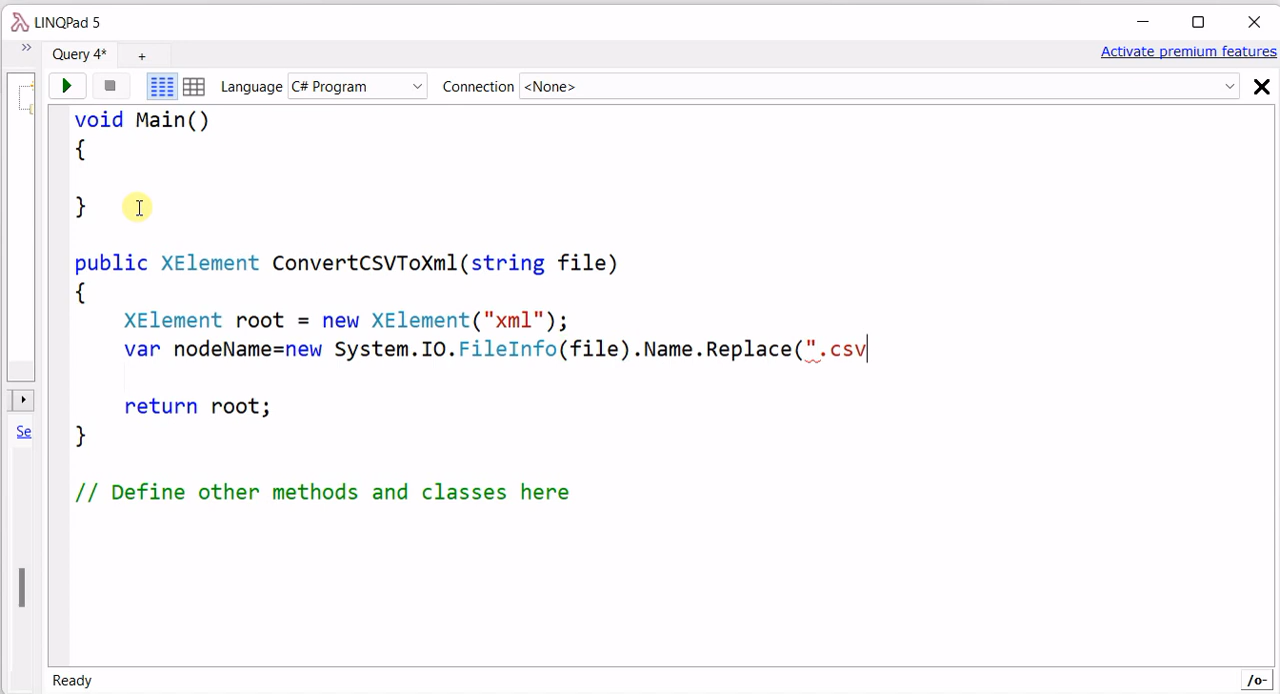 LINQPad 5
Query 4*
+
Activate premium features
Language C# Program Connection <None>
void Main()
{
}
public XElement ConvertCSVToXml(string file)
{
XElement root = new XElement("xml");
var nodeName=new System.IO.FileInfo(file).Name.Replace(".csv
return root;
}
// Define other methods and classes here
Se
Ready
/o-